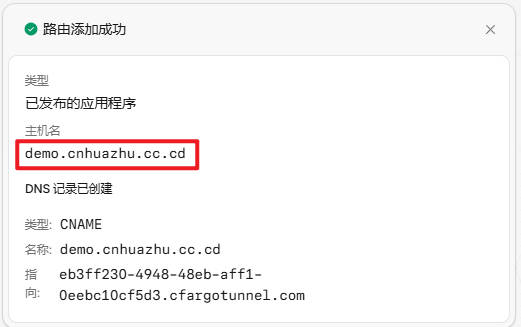 路由添加成功
类型
已发布的应用程序
主机名
demo.cnhuazhu.cc.cd
DNS 记录已创建
类型: CNAME
名称: demo.cnhuazhu.cc.cd
指向: eb3ff230-4948-48eb-aff1-
0eebc10cf5d3.cfargotunnel.com